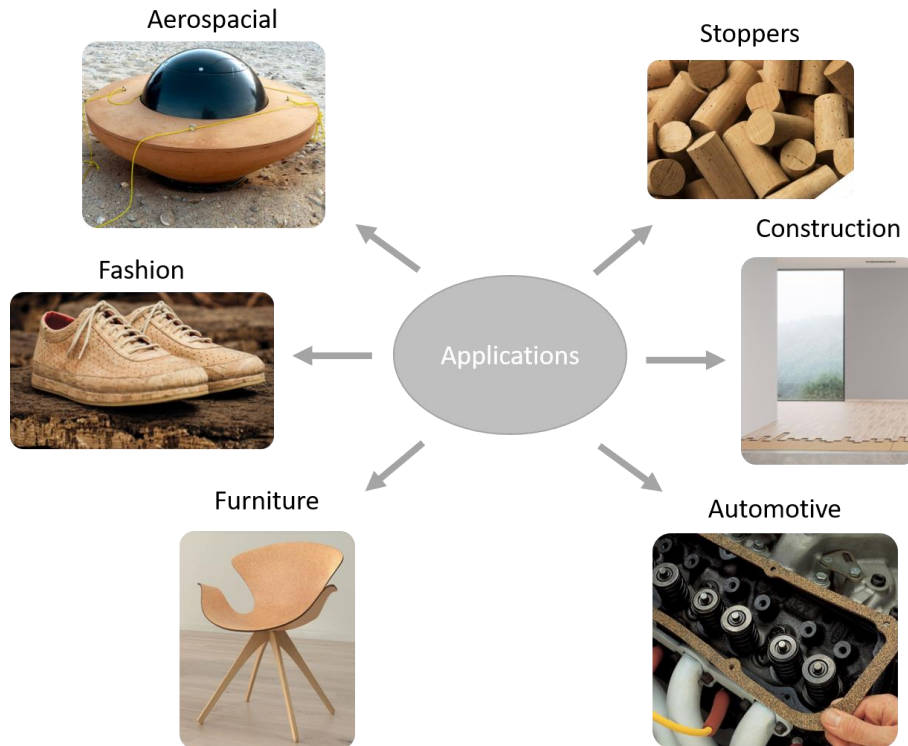 Aerospacial
Stoppers
Construction
Fashion
Applications
Furniture
Automotive